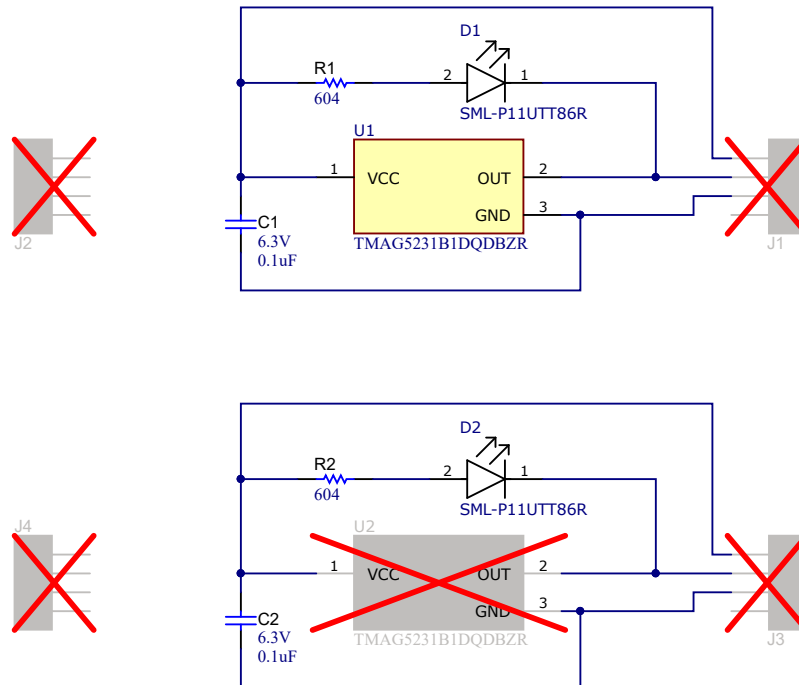 D1
R1
2
1
604
SML-P11UTT86R
U1
1
VCC
OUT
2
GND
3
C1
6.3V
0.1uF
TMAG5231B1DQDBZR
J2
J1
D2
R2
2
1
604
SML-P11UTT86R
J4
U2
1
VCC
OUT
2
GND
3
C2
6.3V
0.1uF
TMAG5231B1DQDBZR
J3